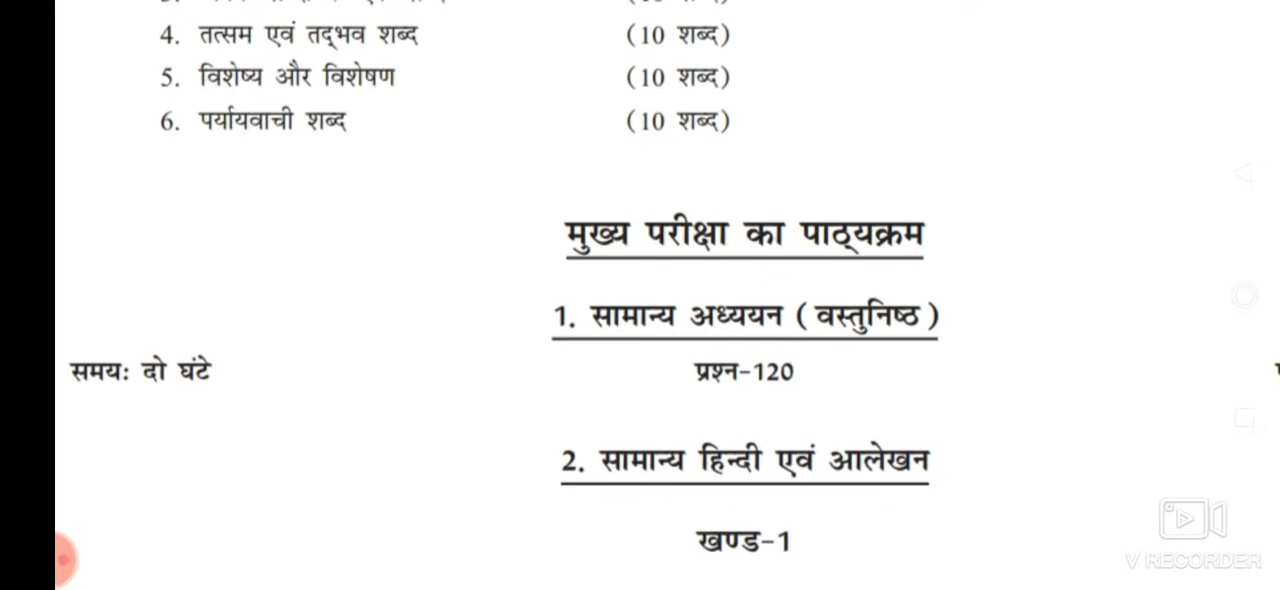 4. तत्सम एवं तद्‌भव शब्द (10 शब्द)
5. विशेष्य और विशेषण (10 शब्द)
6. पर्यायवाची शब्द (10 शब्द)
मुख्य परीक्षा का पाठ्यक्रम
1. सामान्य अध्ययन ( वस्तुनिष्ठ )
समय: दो घंटे प्रश्न-120
2. सामान्य हिन्दी एवं आलेखन
खण्ड-1
V RECORDER